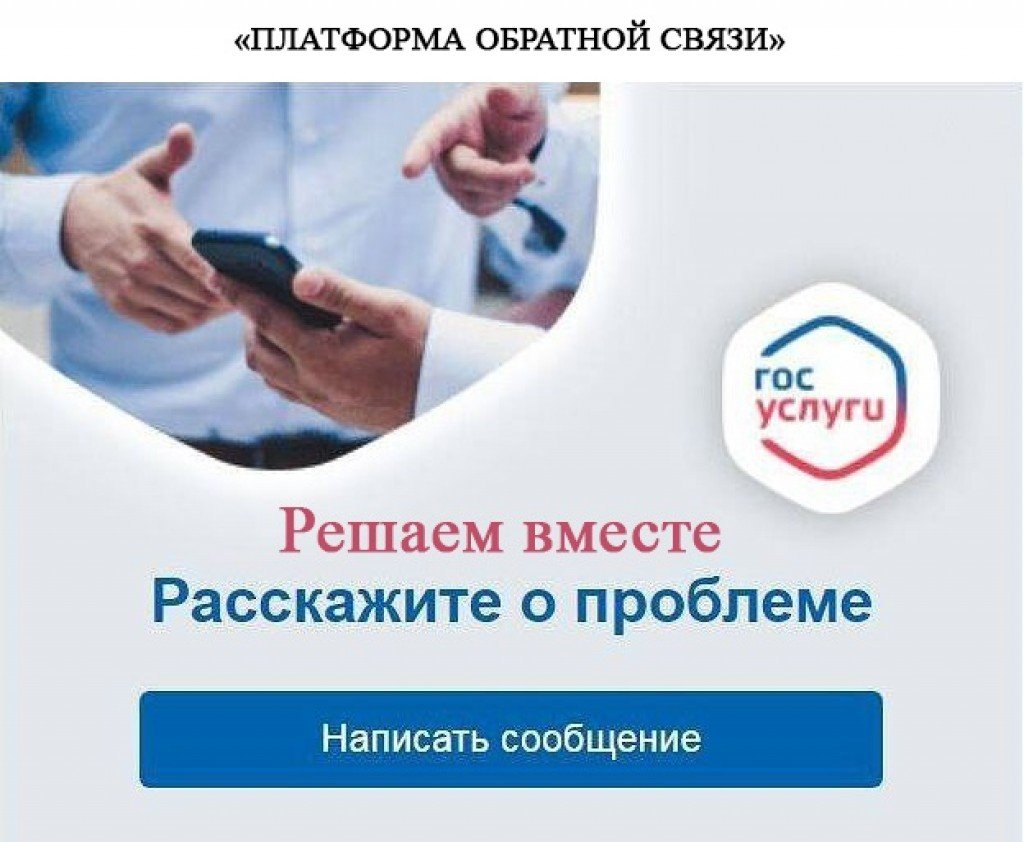 «ПЛАТФОРМА ОБРАТНОЙ СВЯЗИ»
гос
услуги
Решаем вместе
Расскажите о проблеме
Написать сообщение